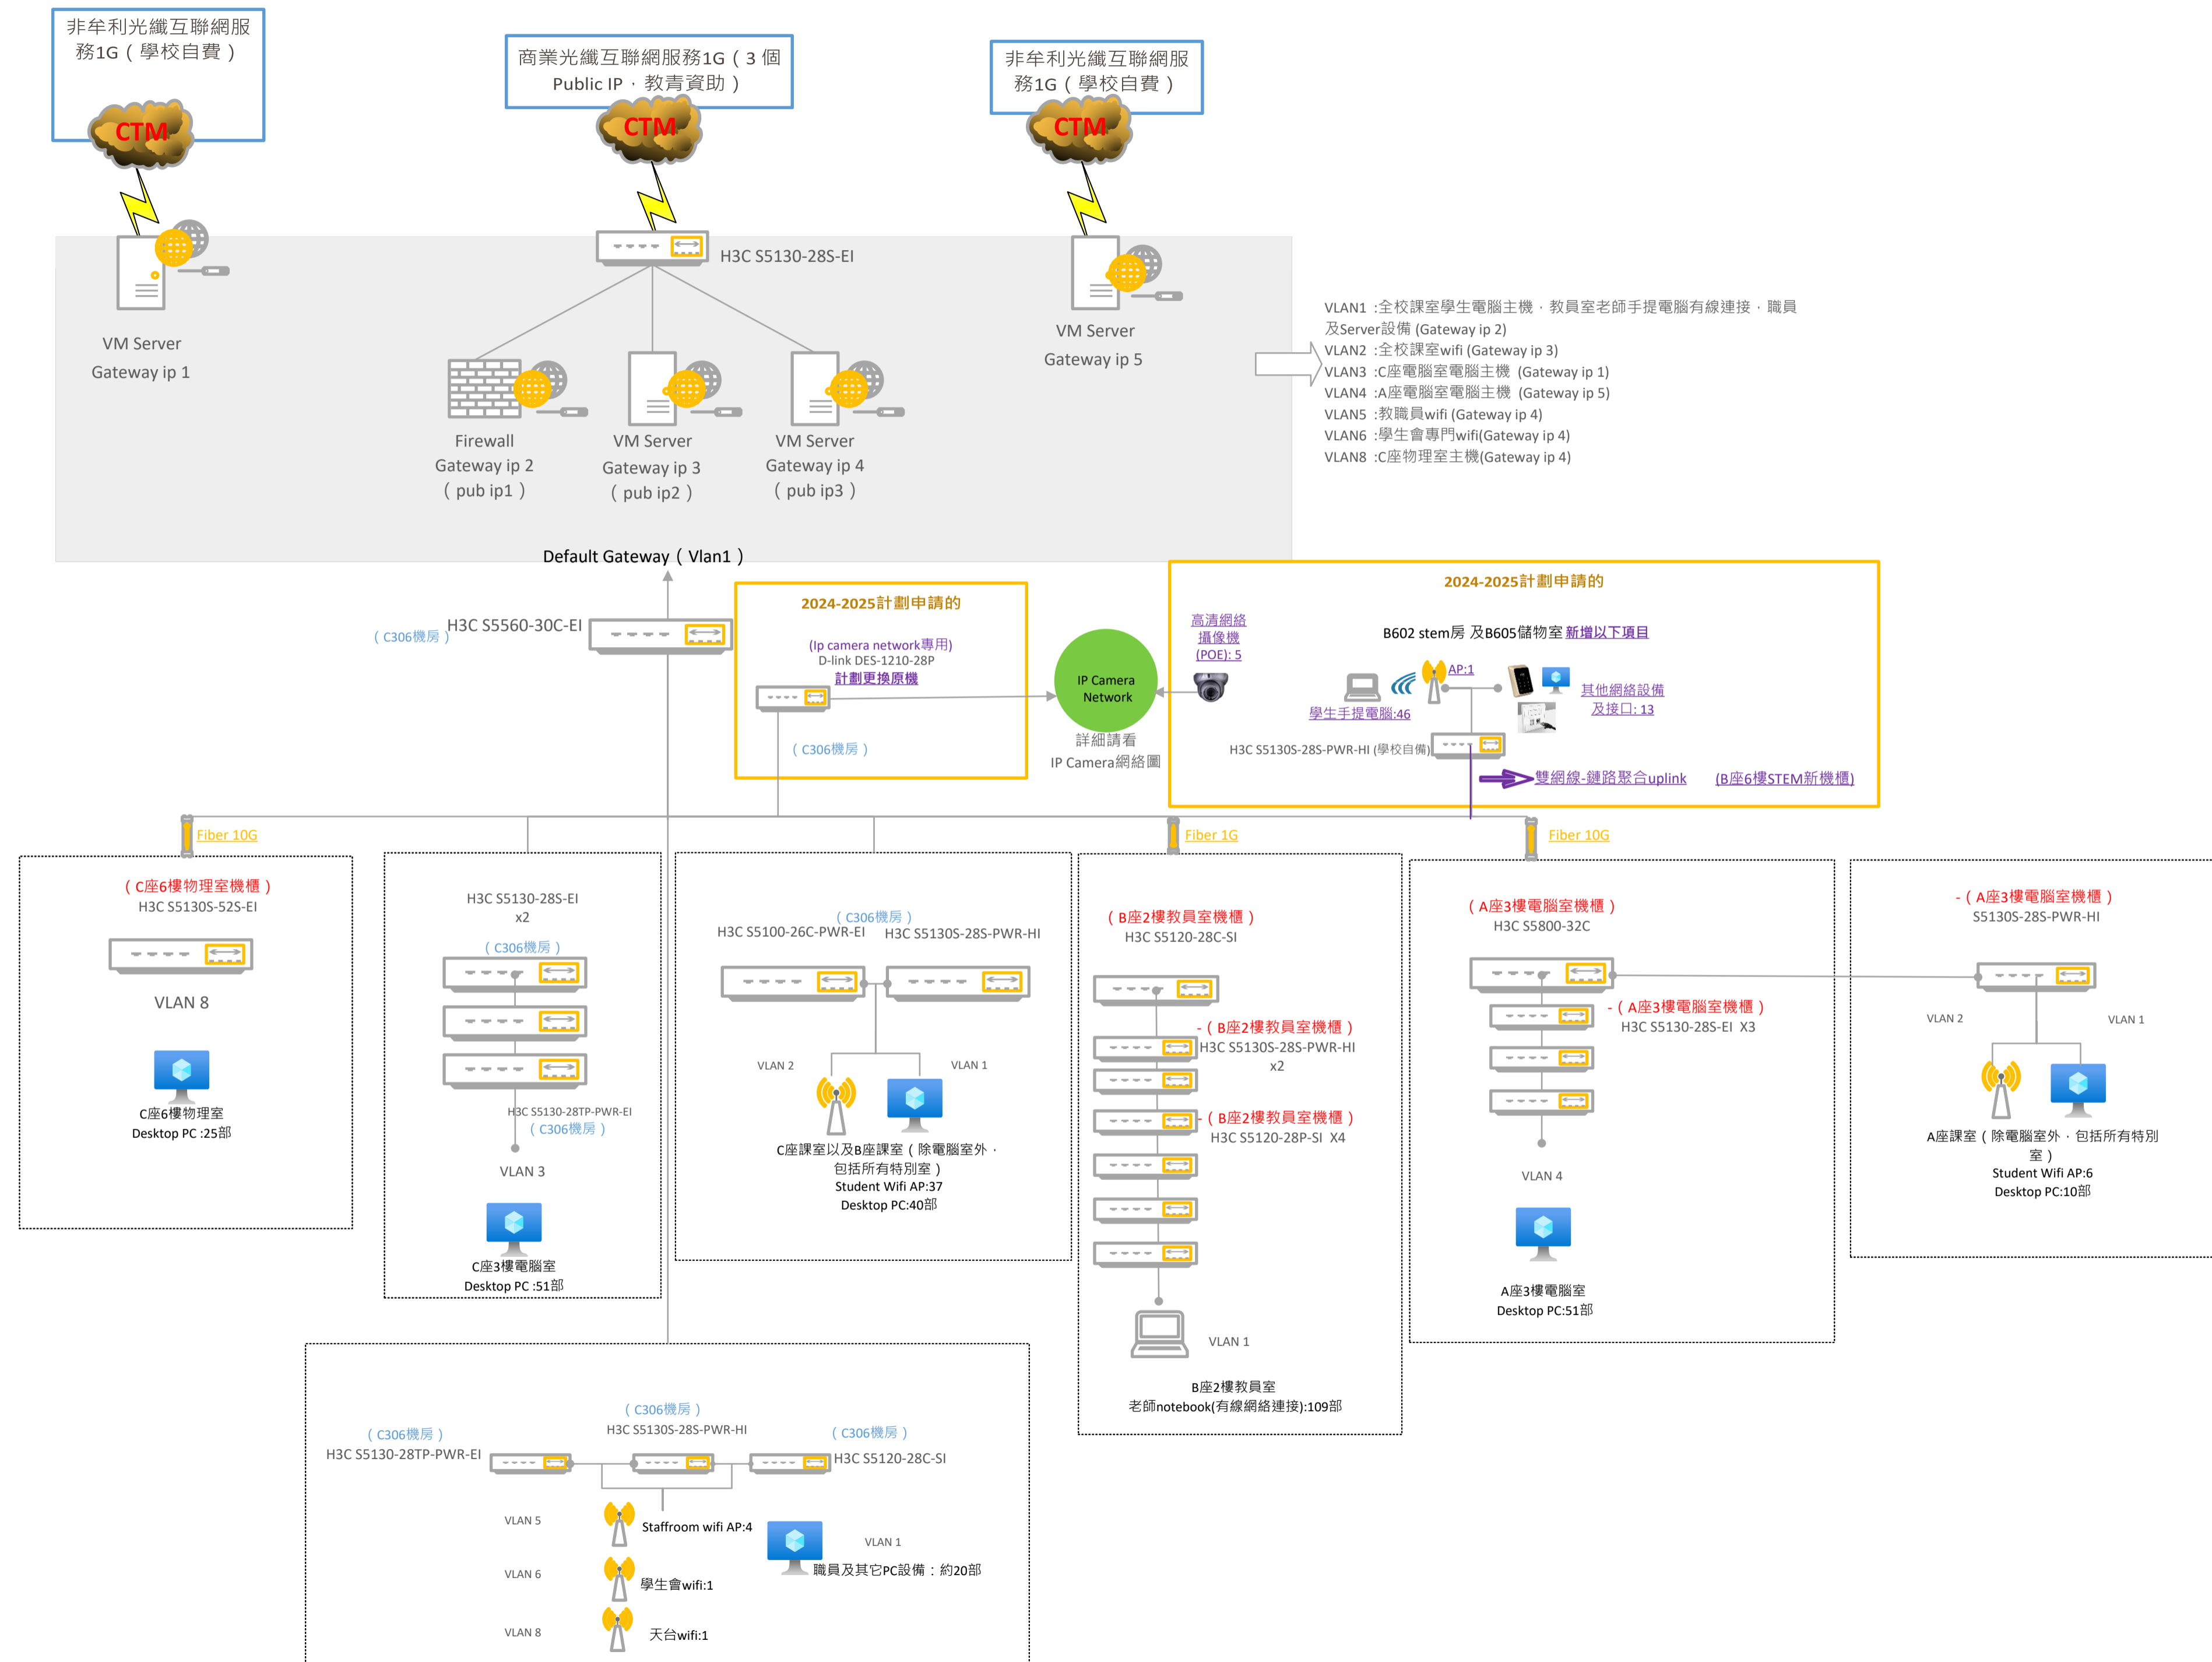 非牟利光纖互聯網服
務1G（學校自費）
CTM
商業光纖互聯網服務1G（3 個
Public IP，教青資助）
CTM
非牟利光纖互聯網服
務1G（學校自費）
CTM
H3C S5130-28S-EI
VM Server
Gateway ip 1
VM Server
Gateway ip 5
Firewall
Gateway ip 2
（pub ip1）
VM Server
Gateway ip 3
（pub ip2）
VM Server
Gateway ip 4
（pub ip3）
Default Gateway（Vlan1）
VLAN1 :全校課室學生電腦主機，教員室老師手提電腦有線連接，職員
及Server設備 (Gateway ip 2)
VLAN2 :全校課室wifi (Gateway ip 3)
VLAN3 :C座電腦室電腦主機 (Gateway ip 1)
VLAN4 :A座電腦室電腦主機 (Gateway ip 5)
VLAN5 :教職員wifi (Gateway ip 4)
VLAN6 :學生會專門wifi(Gateway ip 4)
VLAN8 :C座物理室主機(Gateway ip 4)
（C306機房）
H3C S5560-30C-EI
2024-2025計劃申請的
(Ip camera network專用)
D-link DES-1210-28P
計劃更換原機
（C306機房）
IP Camera
Network
詳細請看
IP Camera網絡圖
2024-2025計劃申請的
高清網絡
攝像機
(POE): 5
B602 stem房 及B605儲物室 新增以下項目
AP:1
學生手提電腦:46
其他網絡設備
及接口: 13
H3C S5130S-28S-PWR-HI (學校自備)
雙網線-鏈路聚合uplink
(B座6樓STEM新機櫃)
Fiber 10G
Fiber 1G
Fiber 10G
（C座6樓物理室機櫃）
H3C S5130S-52S-EI
VLAN 8
C座6樓物理室
Desktop PC :25部
H3C S5130-28S-EI
x2
（C306機房）
H3C S5130-28TP-PWR-EI
（C306機房）
VLAN 3
C座3樓電腦室
Desktop PC :51部
（C306機房）
H3C S5100-26C-PWR-EI
H3C S5130S-28S-PWR-HI
VLAN 2
VLAN 1
C座課室以及B座課室（除電腦室外，
包括所有特別室）
Student Wifi AP:37
Desktop PC:40部
（B座2樓教員室機櫃）
H3C S5120-28C-SI
-（B座2樓教員室機櫃）
H3C S5130S-28S-PWR-HI
x2
-（B座2樓教員室機櫃）
H3C S5120-28P-SI X4
VLAN 1
B座2樓教員室
老師notebook(有線網絡連接):109部
（A座3樓電腦室機櫃）
H3C S5800-32C
-（A座3樓電腦室機櫃）
H3C S5130-28S-EI X3
VLAN 4
A座3樓電腦室
Desktop PC:51部
-（A座3樓電腦室機櫃）
S5130S-28S-PWR-HI
VLAN 2
VLAN 1
A座課室（除電腦室外，包括所有特別
室）
Student Wifi AP:6
Desktop PC:10部
（C306機房）
H3C S5130-28TP-PWR-EI
（C306機房）
H3C S5130S-28S-PWR-HI
（C306機房）
H3C S5120-28C-SI
VLAN 5
Staffroom wifi AP:4
VLAN 1
職員及其它PC設備：約20部
VLAN 6
學生會wifi:1
VLAN 8
天台wifi:1